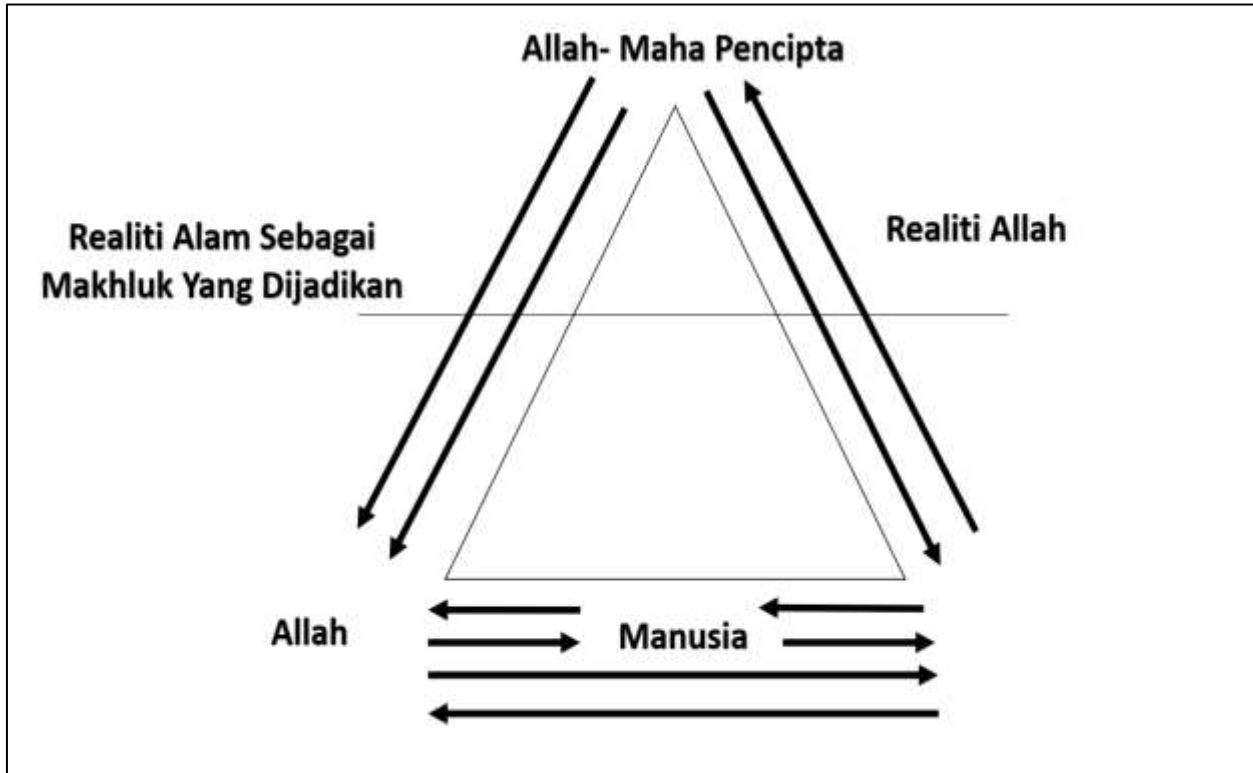 Allah- Maha Pencipta
Realiti Alam Sebagai
Makhluk Yang Dijadikan
Realiti Allah
Allah
Manusia